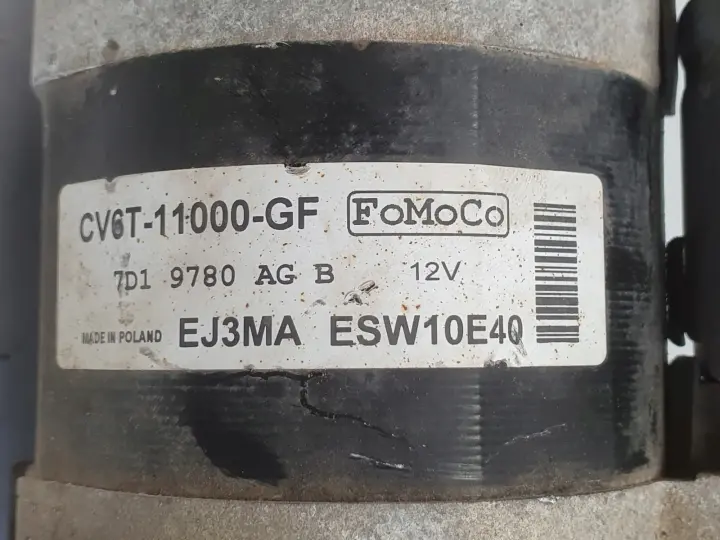 CV6T-11000-GF FoMoCo
7D1 9780 AG B 12V
MADE IN POLAND EJ3MA ESW10E40